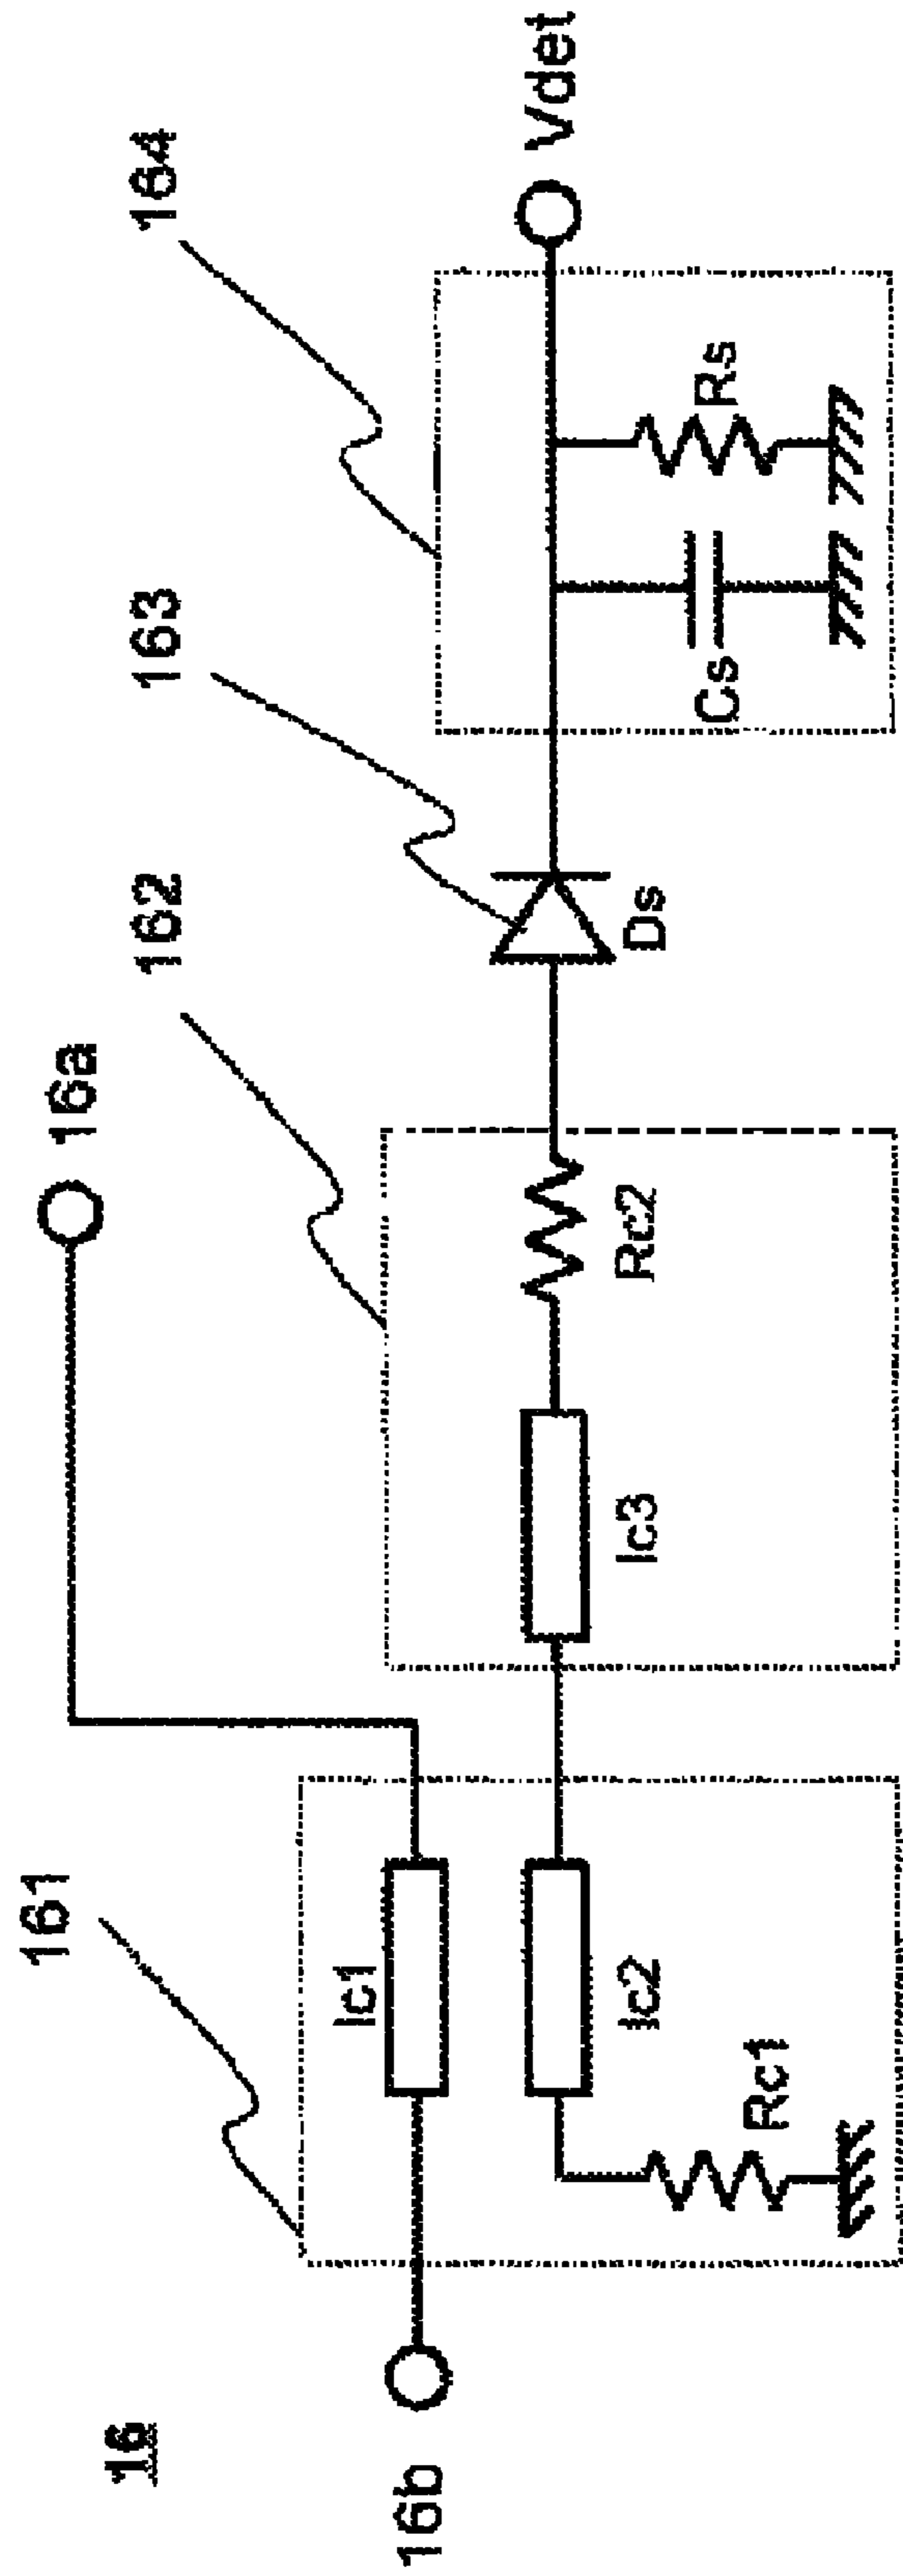 16
16a
16b
161
162
163
164
lc1
lc2
lc3
Rc1
Rc2
Ds
Cs
Rs
Vdet